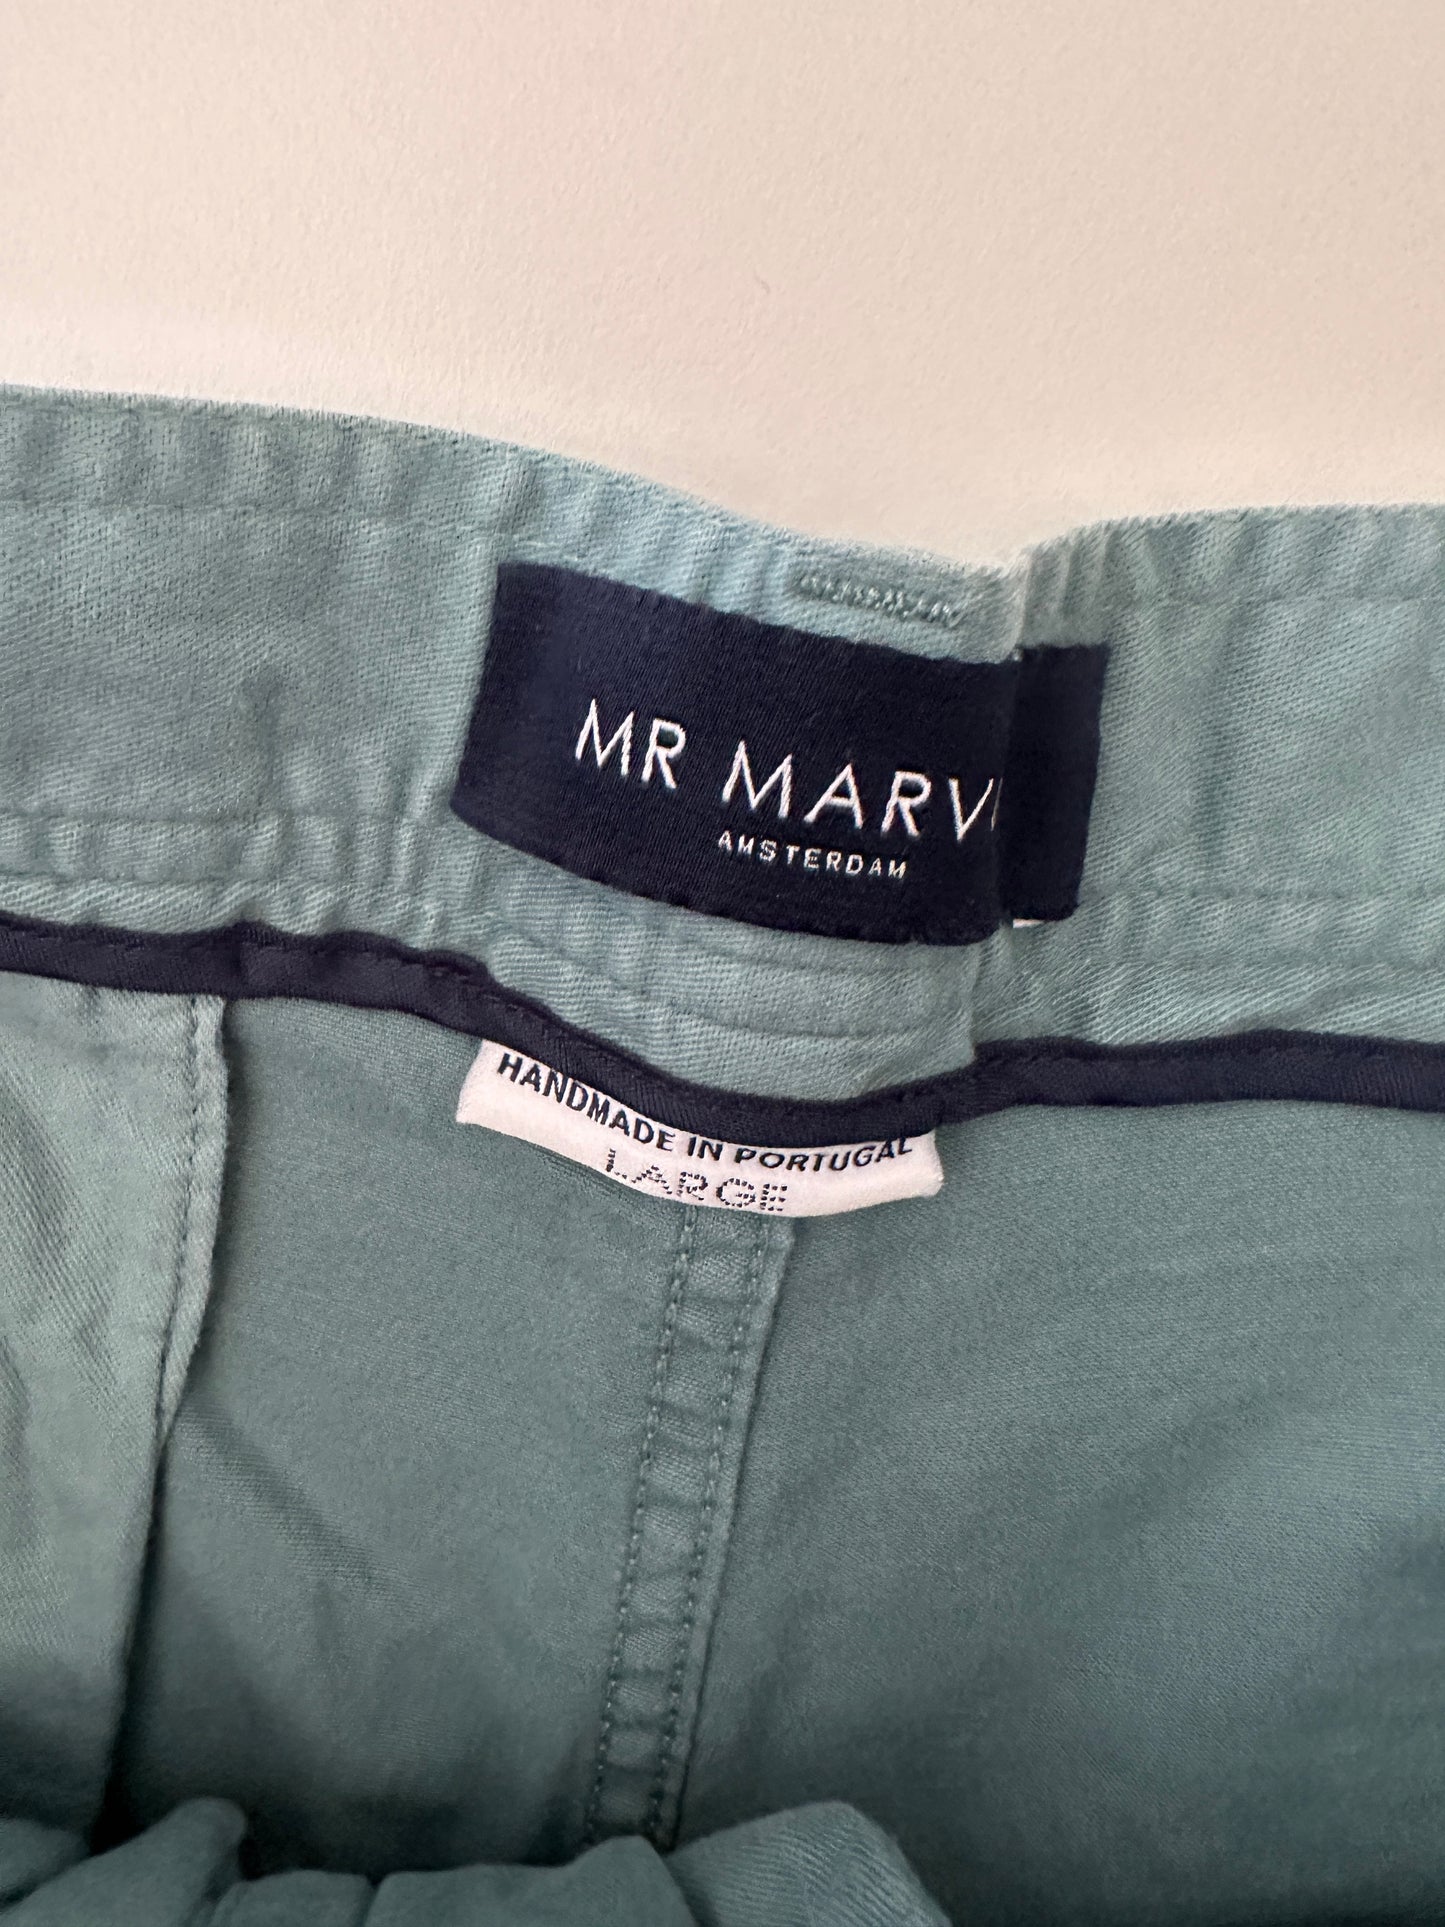 MR MARV
AMSTERDAM
HANDMADE IN PORTUGAL
LARGE